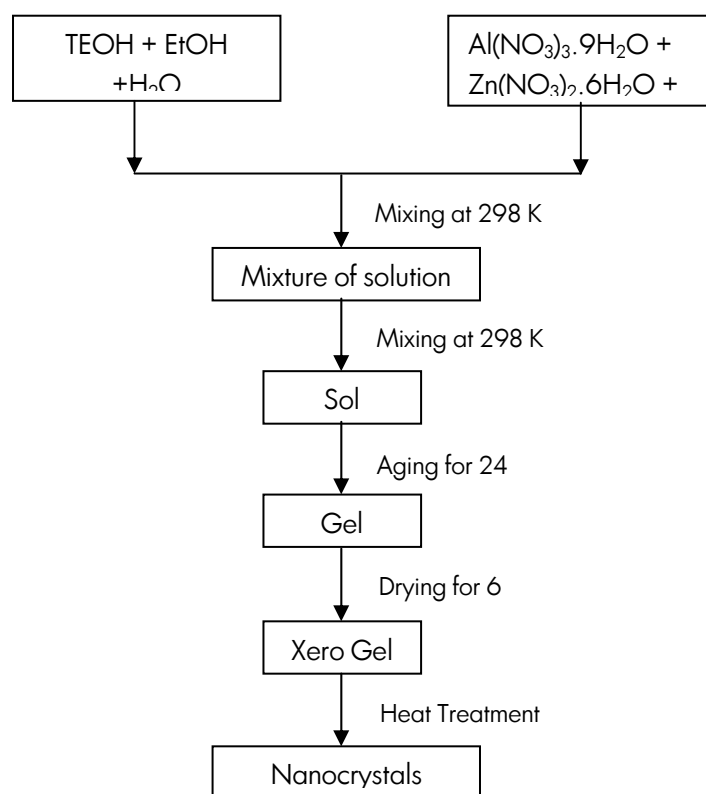 TEOH + EtOH
+H₂O
Al(NO₃)₃.9H₂O +
Zn(NO₃)₂.6H₂O +
Mixing at 298 K
Mixture of solution
Mixing at 298 K
Sol
Aging for 24
Gel
Drying for 6
Xero Gel
Heat Treatment
Nanocrystals